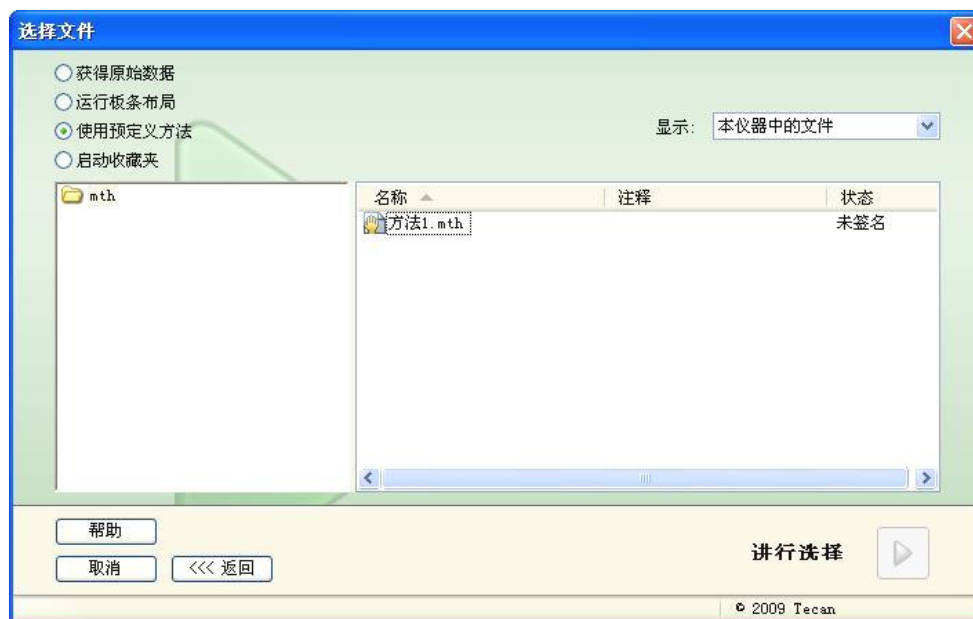 选择文件
获得原始数据
运行板条布局
使用预定义方法
启动收藏夹
显示: 本仪器中的文件
mth
名称 注释 状态
方法1.mth 未签名
帮助
取消 <<< 返回
进行选择
© 2009 Tecan